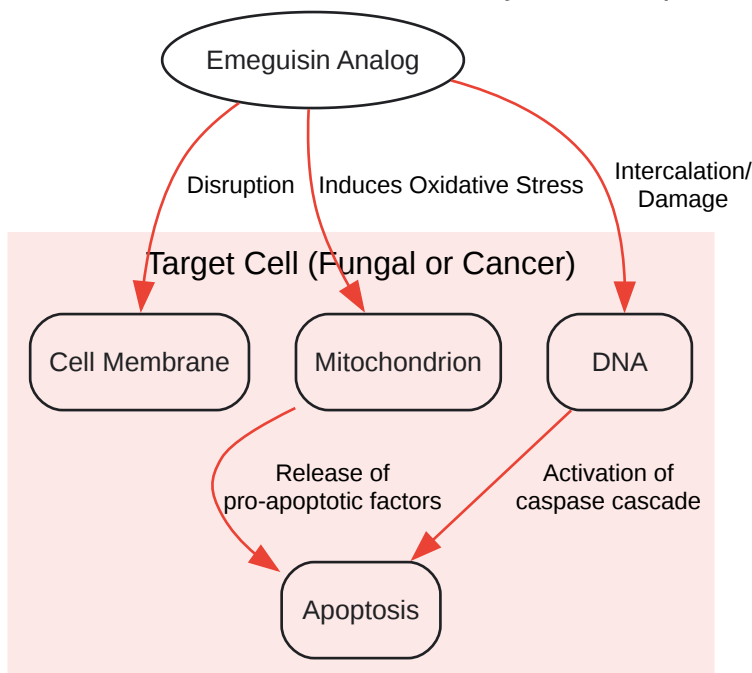 Emeguisin Analog
Disruption
Induces Oxidative Stress
Intercalation/
Damage
Target Cell (Fungal or Cancer)
Cell Membrane
Mitochondrion
DNA
Release of
pro-apoptotic factors
Activation of
caspase cascade
Apoptosis